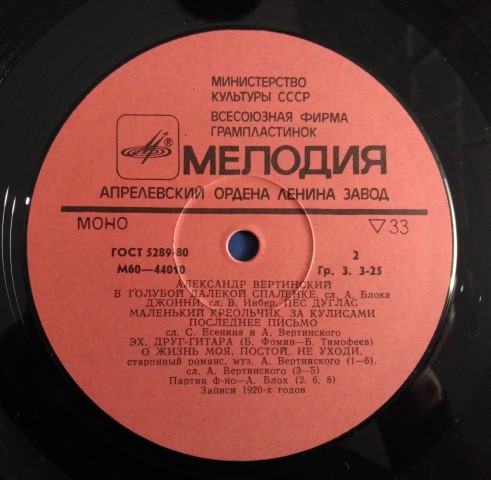 МИНИСТЕРСТВО
КУЛЬТУРЫ СССР
ВСЕСОЮЗНАЯ ФИРМА
ГРАМПЛАСТИНОК
®
МЕЛОДИЯ
АПРЕЛЕВСКИЙ ОРДЕНА ЛЕНИНА ЗАВОД
МОНО ▽33
ГОСТ 5289-80 2
М60—44010 Гр. 3. 3-25
АЛЕКСАНДР ВЕРТИНСКИЙ
В ГОЛУБОЙ ДАЛЕКОЙ СПАЛЕНКЕ, сл. А. Блока
ДЖОННИ, сл. В. Инбер, ПЕС ДУГЛАС
МАЛЕНЬКИЙ КРЕОЛЬЧИК, ЗА КУЛИСАМИ
ПОСЛЕДНЕЕ ПИСЬМО
сл. С. Есенина и А. Вертинского
ЭХ, ДРУГ-ГИТАРА (Б. Фомин—Б. Тимофеев)
О ЖИЗНЬ МОЯ, ПОСТОЙ, НЕ УХОДИ,
старинный романс, муз. А. Вертинского (1—6),
сл. А. Вертинского (3—5)
Партия ф-но—А. Блох (2, 6, 8)
Записи 1920-х годов